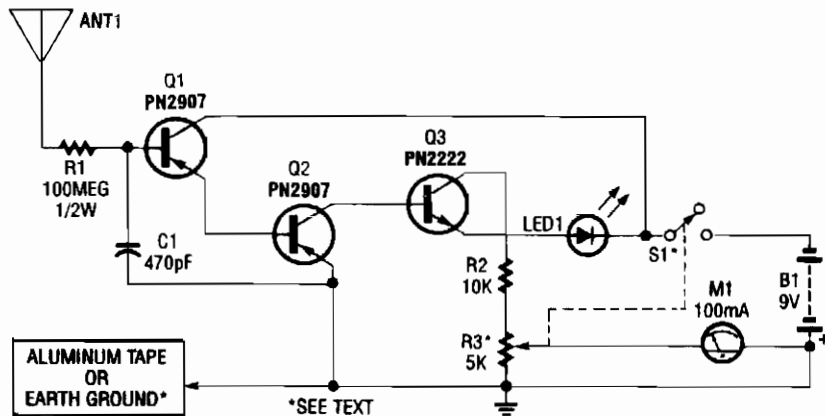 ANT1
Q1
PN2907
R1
100MEG
1/2W
C1
470pF
Q2
PN2907
Q3
PN2222
LED1
R2
10K
R3*
5K
S1*
M1
100mA
B1
9V
+
ALUMINUM TAPE
OR
EARTH GROUND*
*SEE TEXT